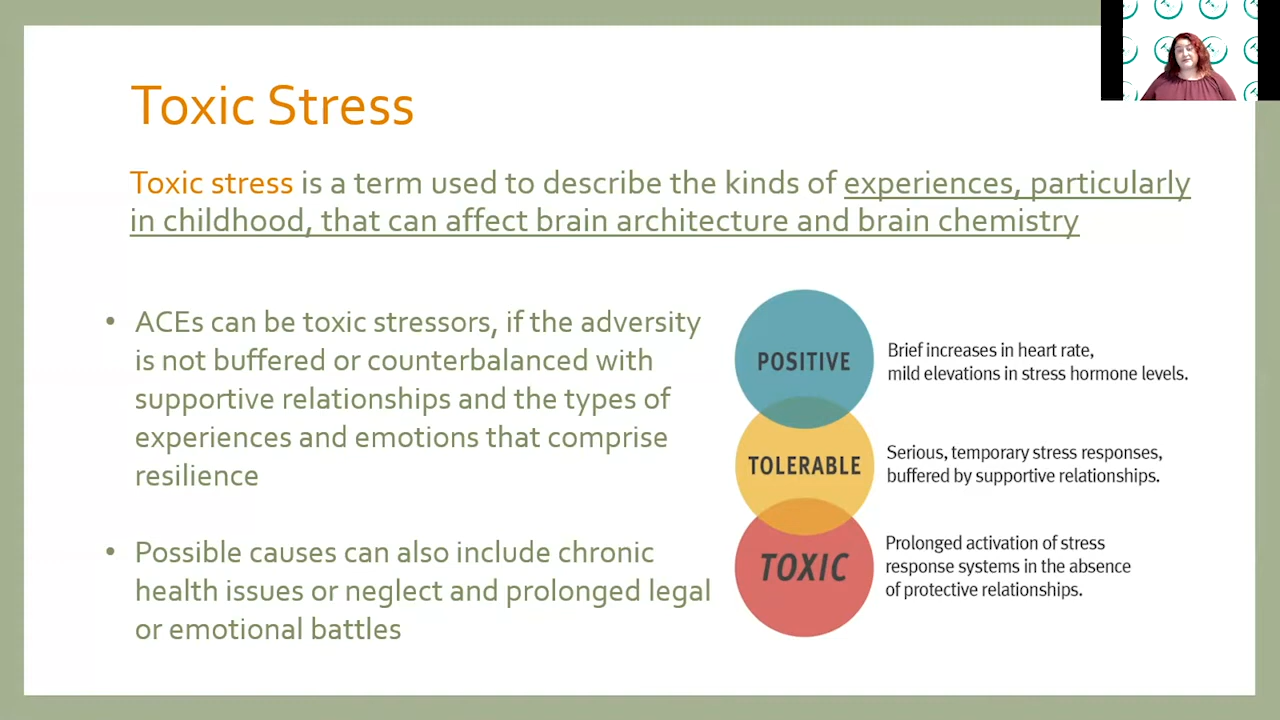 Toxic Stress
Toxic stress is a term used to describe the kinds of experiences, particularly
in childhood, that can affect brain architecture and brain chemistry
• ACEs can be toxic stressors, if the adversity
is not buffered or counterbalanced with
supportive relationships and the types of
experiences and emotions that comprise
resilience
• Possible causes can also include chronic
health issues or neglect and prolonged legal
or emotional battles
POSITIVE
Brief increases in heart rate,
mild elevations in stress hormone levels.
TOLERABLE
Serious, temporary stress responses,
buffered by supportive relationships.
TOXIC
Prolonged activation of stress
response systems in the absence
of protective relationships.